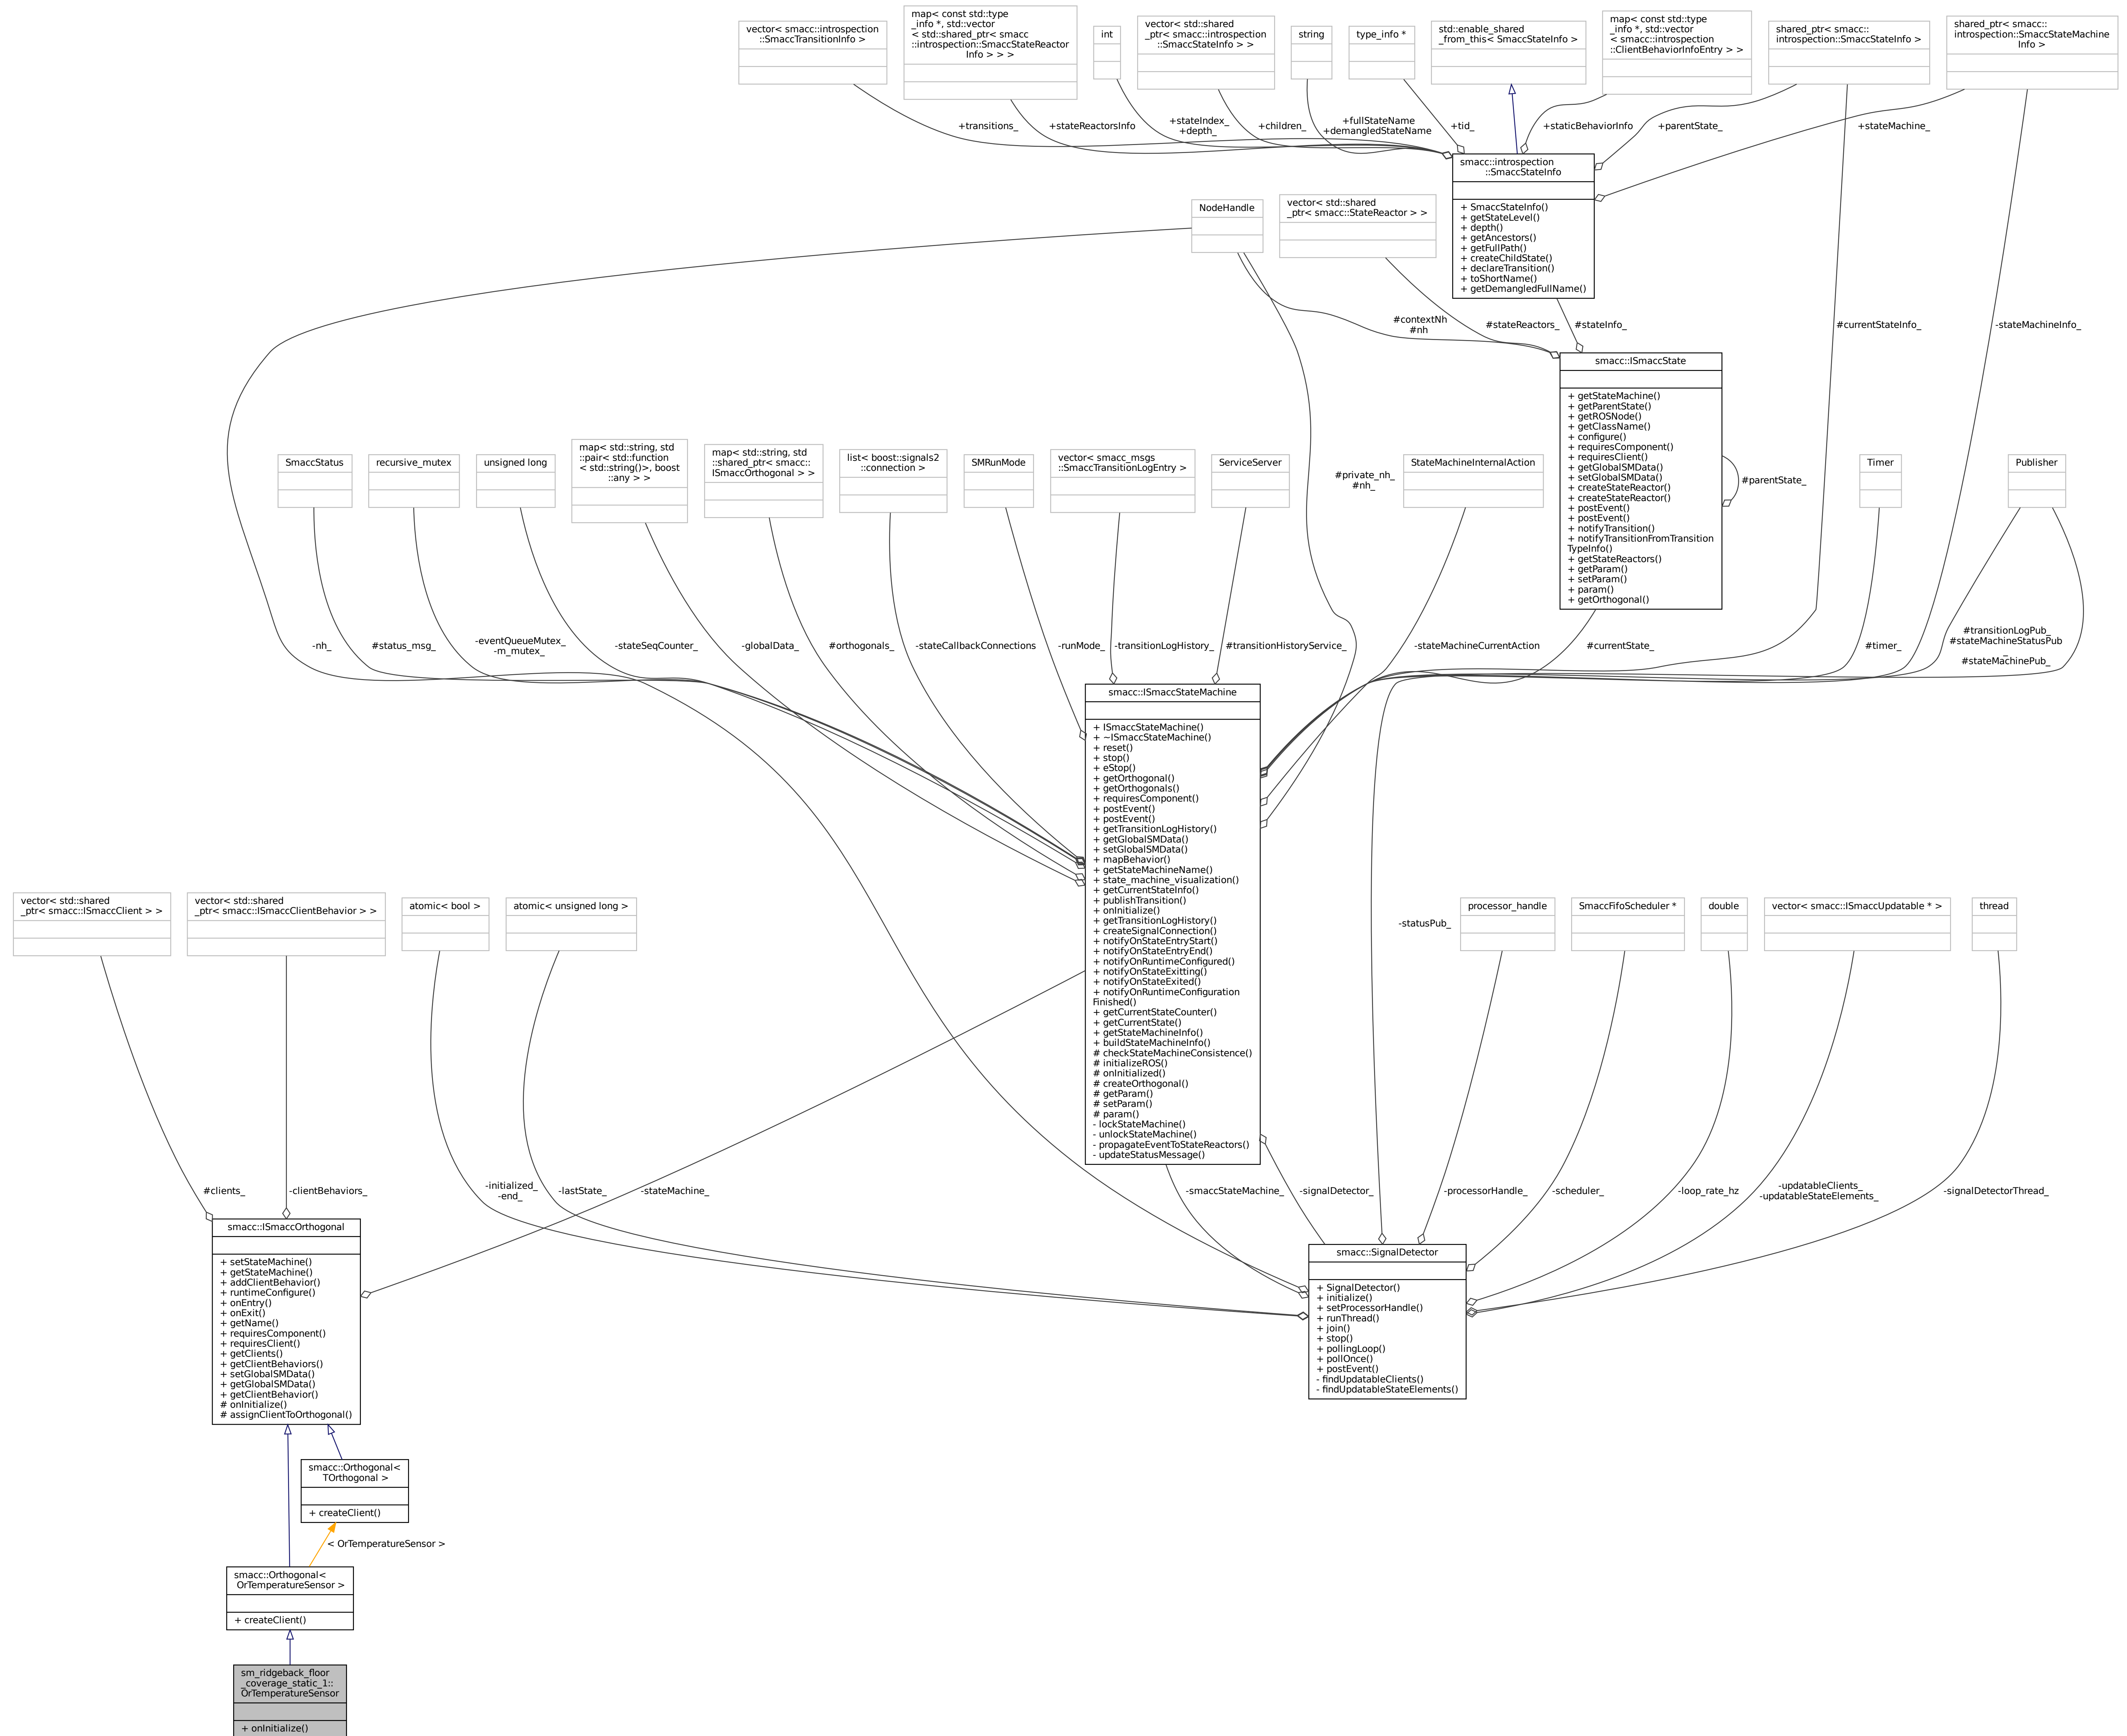 vector< smacc::introspection
::SmaccTransitionInfo >
map< const std::type
_info *, std::vector
< std::shared_ptr< smacc
::introspection::SmaccStateReactor
Info > > >
int
vector< std::shared
_ptr< smacc::introspection
::SmaccStateInfo > >
string
type_info *
std::enable_shared
_from_this< SmaccStateInfo >
map< const std::type
_info *, std::vector
< smacc::introspection
::ClientBehaviorInfoEntry > >
shared_ptr< smacc::
introspection::SmaccStateInfo >
shared_ptr< smacc::
introspection::SmaccStateMachine
Info >
+transitions_
+stateReactorsInfo
+stateIndex_
+depth_
+children_
+fullStateName
+demangledStateName
+tid_
+staticBehaviorInfo
+parentState_
+stateMachine_
smacc::introspection
::SmaccStateInfo
+ SmaccStateInfo()
+ getStateLevel()
+ depth()
+ getAncestors()
+ getFullPath()
+ createChildState()
+ declareTransition()
+ toShortName()
+ getDemangledFullName()
NodeHandle
vector< std::shared
_ptr< smacc::StateReactor > >
#contextNh
#nh
#stateReactors_
#stateInfo_
#currentStateInfo_
-stateMachineInfo_
smacc::ISmaccState
+ getStateMachine()
+ getParentState()
+ getROSNode()
+ getClassName()
+ configure()
+ requiresComponent()
+ requiresClient()
+ getGlobalSMData()
+ setGlobalSMData()
+ createStateReactor()
+ createStateReactor()
+ postEvent()
+ postEvent()
+ notifyTransition()
+ notifyTransitionFromTransition
TypeInfo()
+ getStateReactors()
+ getParam()
+ setParam()
+ param()
+ getOrthogonal()
#parentState_
SmaccStatus
recursive_mutex
unsigned long
map< std::string, std
::pair< std::function
< std::string()>, boost
::any > >
map< std::string, std
::shared_ptr< smacc::
ISmaccOrthogonal > >
list< boost::signals2
::connection >
SMRunMode
vector< smacc_msgs
::SmaccTransitionLogEntry >
ServiceServer
#private_nh_
#nh_
StateMachineInternalAction
Timer
Publisher
-nh_
#status_msg_
-eventQueueMutex_
-m_mutex_
-stateSeqCounter_
-globalData_
#orthogonals_
-stateCallbackConnections
-runMode_
-transitionLogHistory_
#transitionHistoryService_
-stateMachineCurrentAction
#currentState_
#timer_
#transitionLogPub_
#stateMachineStatusPub
_
#stateMachinePub_
smacc::ISmaccStateMachine
+ ISmaccStateMachine()
+ ~ISmaccStateMachine()
+ reset()
+ stop()
+ eStop()
+ getOrthogonal()
+ getOrthogonals()
+ requiresComponent()
+ postEvent()
+ postEvent()
+ getTransitionLogHistory()
+ getGlobalSMData()
+ setGlobalSMData()
+ mapBehavior()
+ getStateMachineName()
+ state_machine_visualization()
+ getCurrentStateInfo()
+ publishTransition()
+ onInitialize()
+ getTransitionLogHistory()
+ createSignalConnection()
+ notifyOnStateEntryStart()
+ notifyOnStateEntryEnd()
+ notifyOnRuntimeConfigured()
+ notifyOnStateExitting()
+ notifyOnStateExited()
+ notifyOnRuntimeConfiguration
Finished()
+ getCurrentStateCounter()
+ getCurrentState()
+ getStateMachineInfo()
+ buildStateMachineInfo()
# checkStateMachineConsistence()
# initializeROS()
# onInitialized()
# createOrthogonal()
# getParam()
# setParam()
# param()
- lockStateMachine()
- unlockStateMachine()
- propagateEventToStateReactors()
- updateStatusMessage()
vector< std::shared
_ptr< smacc::ISmaccClient > >
vector< std::shared
_ptr< smacc::ISmaccClientBehavior > >
atomic< bool >
atomic< unsigned long >
-statusPub_
processor_handle
SmaccFifoScheduler *
double
vector< smacc::ISmaccUpdatable * >
thread
#clients_
-clientBehaviors_
-initialized_
-end_
-lastState_
-stateMachine_
-smaccStateMachine_
-signalDetector_
-processorHandle_
-scheduler_
-loop_rate_hz
-updatableClients_
-updatableStateElements_
-signalDetectorThread_
smacc::ISmaccOrthogonal
+ setStateMachine()
+ getStateMachine()
+ addClientBehavior()
+ runtimeConfigure()
+ onEntry()
+ onExit()
+ getName()
+ requiresComponent()
+ requiresClient()
+ getClients()
+ getClientBehaviors()
+ setGlobalSMData()
+ getGlobalSMData()
+ getClientBehavior()
# onInitialize()
# assignClientToOrthogonal()
smacc::SignalDetector
+ SignalDetector()
+ initialize()
+ setProcessorHandle()
+ runThread()
+ join()
+ stop()
+ pollingLoop()
+ pollOnce()
+ postEvent()
- findUpdatableClients()
- findUpdatableStateElements()
smacc::Orthogonal<
TOrthogonal >
+ createClient()
< OrTemperatureSensor >
smacc::Orthogonal<
OrTemperatureSensor >
+ createClient()
sm_ridgeback_floor
_coverage_static_1::
OrTemperatureSensor
+ onInitialize()